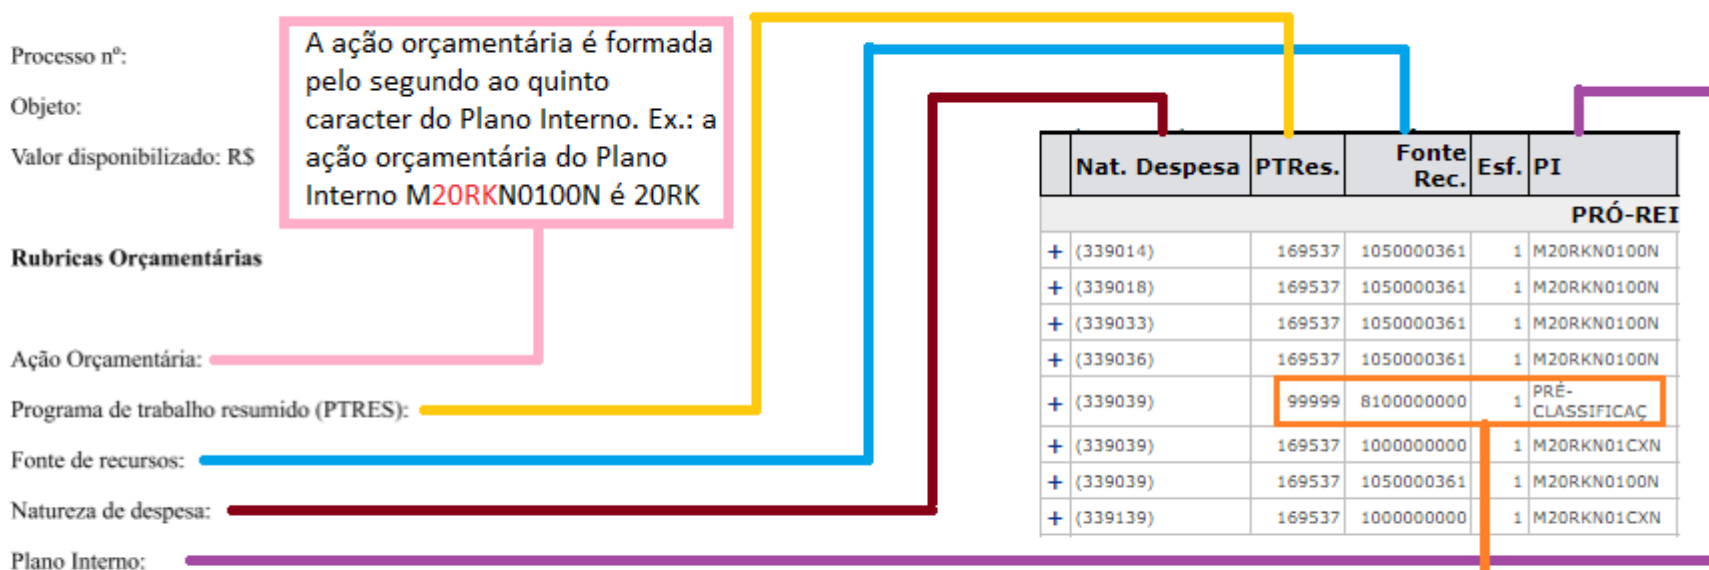 Processo nº:
Objeto:
Valor disponibilizado: R$
A ação orçamentária é formada
pelo segundo ao quinto
caracter do Plano Interno. Ex.: a
ação orçamentária do Plano
Interno M20RKN0100N é 20RK
Rubricas Orçamentárias
Ação Orçamentária:
Programa de trabalho resumido (PTRES):
Fonte de recursos:
Natureza de despesa:
Plano Interno:
Nat. Despesa PTRes. Fonte Rec. Esf. PI
PRÓ-REI
+ (339014) 169537 1050000361 1 M20RKN0100N
+ (339018) 169537 1050000361 1 M20RKN0100N
+ (339033) 169537 1050000361 1 M20RKN0100N
+ (339036) 169537 1050000361 1 M20RKN0100N
+ (339039) 99999 8100000000 1 PRÉ-CLASSIFICAÇ
+ (339039) 169537 1000000000 1 M20RKN01CXN
+ (339039) 169537 1050000361 1 M20RKN0100N
+ (339139) 169537 1000000000 1 M20RKN01CXN